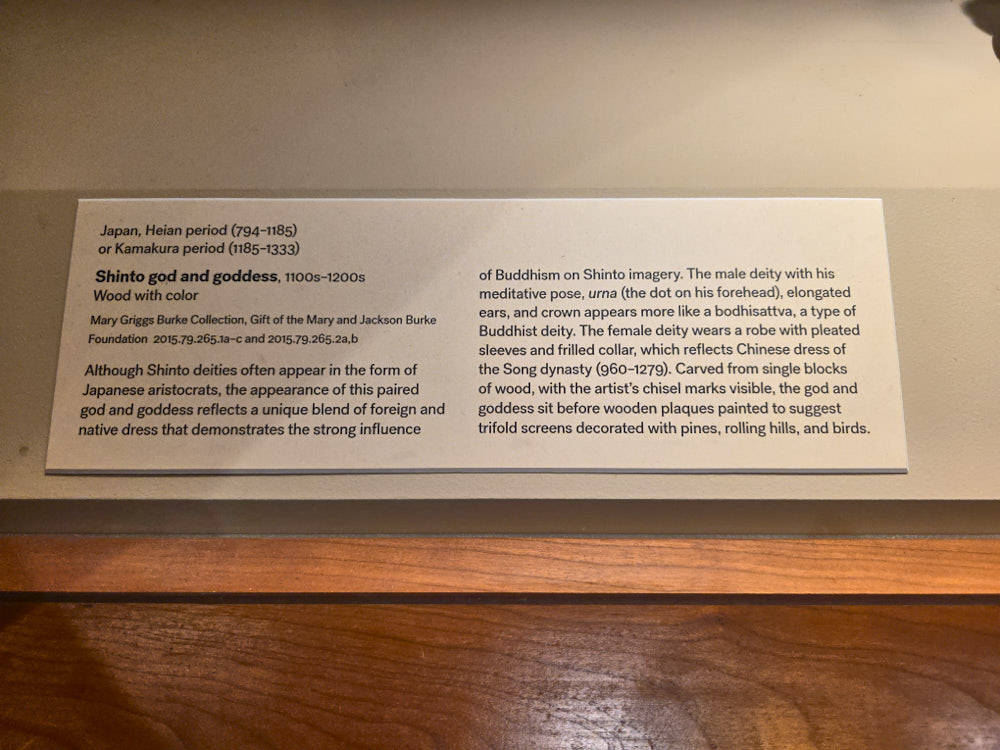 Japan, Heian period (794–1185)
or Kamakura period (1185–1333)
Shinto god and goddess, 1100s–1200s
Wood with color
Mary Griggs Burke Collection, Gift of the Mary and Jackson Burke
Foundation 2015.79.265.1a–c and 2015.79.265.2a,b
Although Shinto deities often appear in the form of
Japanese aristocrats, the appearance of this paired
god and goddess reflects a unique blend of foreign and
native dress that demonstrates the strong influence
of Buddhism on Shinto imagery. The male deity with his
meditative pose, urna (the dot on his forehead), elongated
ears, and crown appears more like a bodhisattva, a type of
Buddhist deity. The female deity wears a robe with pleated
sleeves and frilled collar, which reflects Chinese dress of
the Song dynasty (960–1279). Carved from single blocks
of wood, with the artist's chisel marks visible, the god and
goddess sit before wooden plaques painted to suggest
trifold screens decorated with pines, rolling hills, and birds.